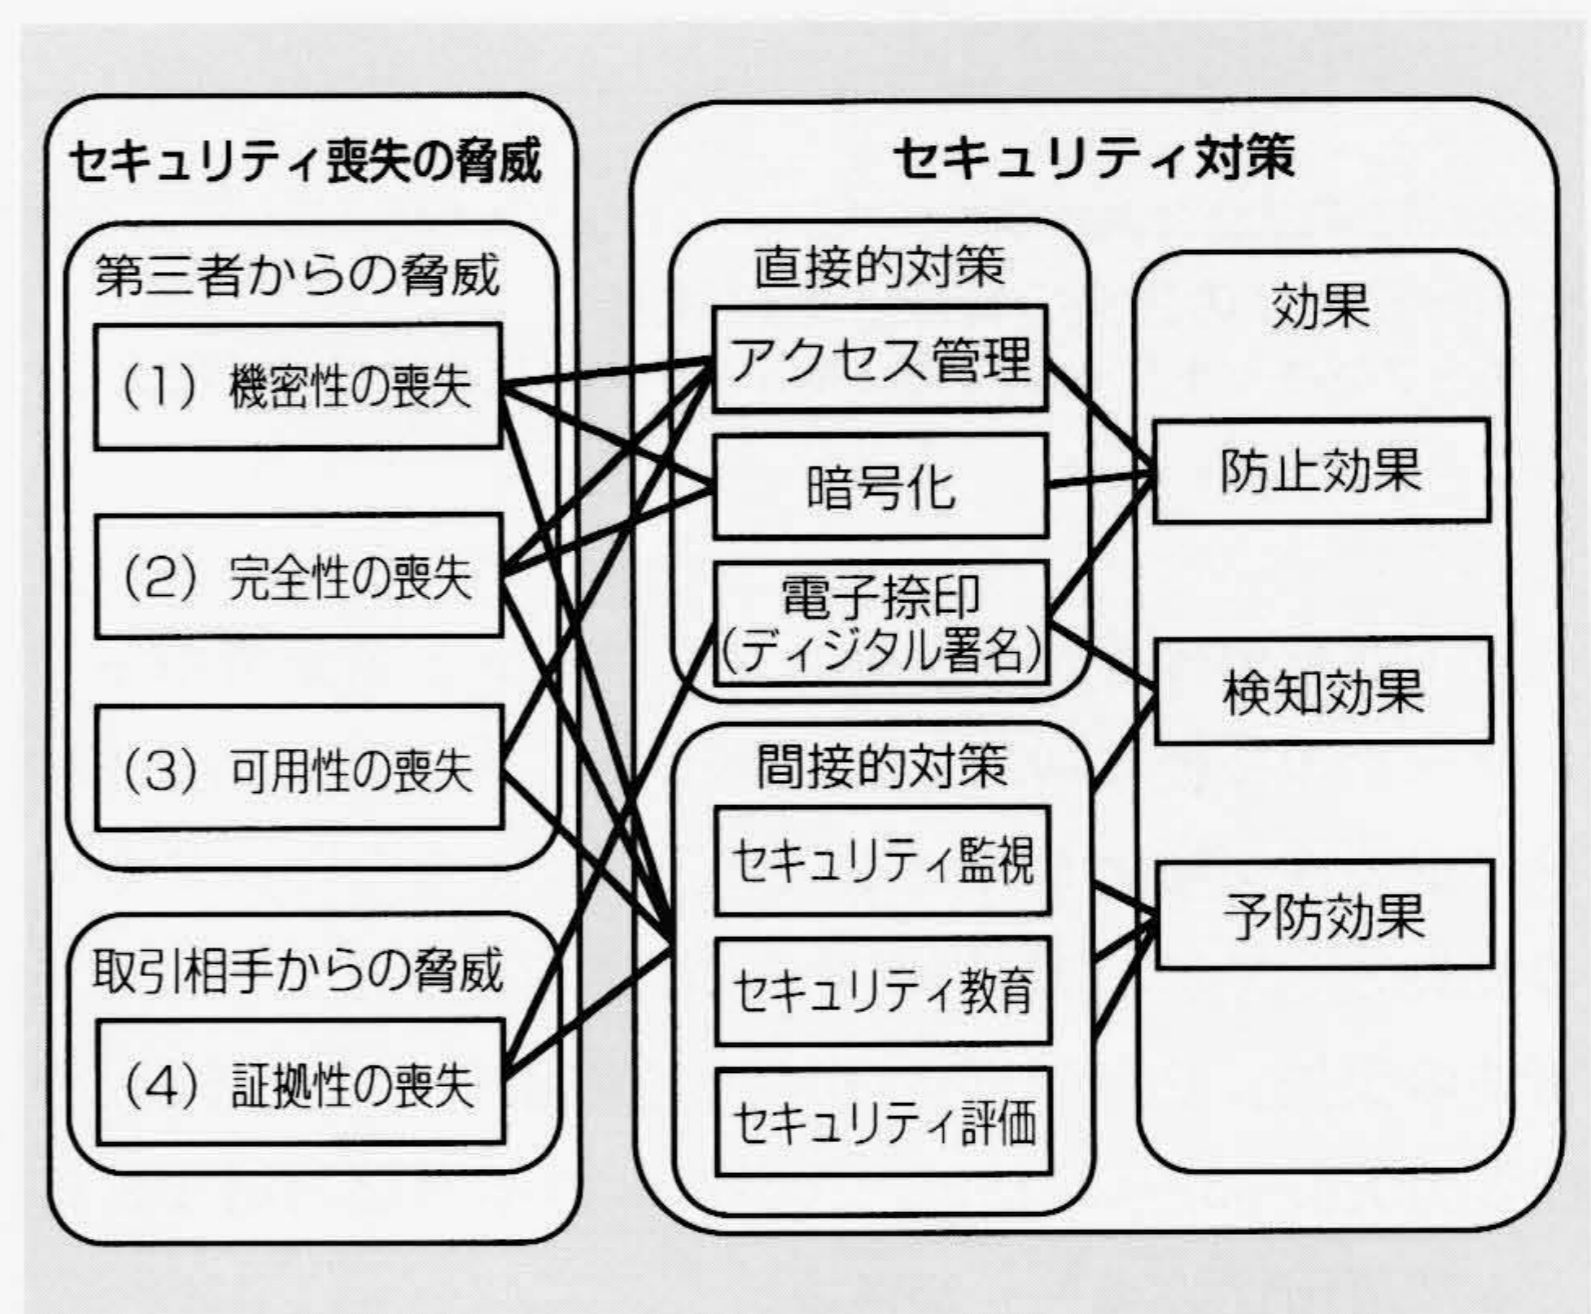 セキュリティ喪失の脅威
第三者からの脅威
(1) 機密性の喪失
(2) 完全性の喪失
(3) 可用性の喪失
取引相手からの脅威
(4) 証拠性の喪失
セキュリティ対策
直接的対策
アクセス管理
暗号化
電子捺印
(ディジタル署名)
間接的対策
セキュリティ監視
セキュリティ教育
セキュリティ評価
効果
防止効果
検知効果
予防効果